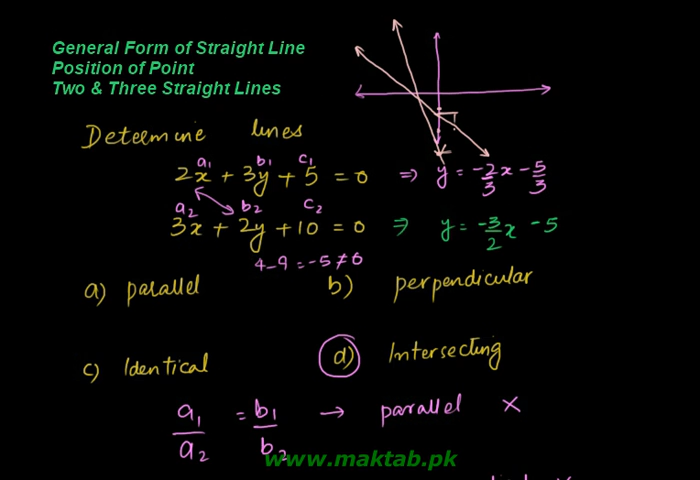 General Form of Straight Line
Position of Point
Two & Three Straight Lines
Determine lines
a₁ b₁ c₁
2x + 3y + 5 = 0 ⇒ y = -2/3 x - 5/3
a₂ b₂ c₂
3x + 2y + 10 = 0 ⇒ y = -3/2 x - 5
4-9 = -5 ≠ 0
a) parallel b) perpendicular
c) Identical d) Intersecting
a₁/a₂ = b₁/b₂ → parallel ×
www.maktab.pk